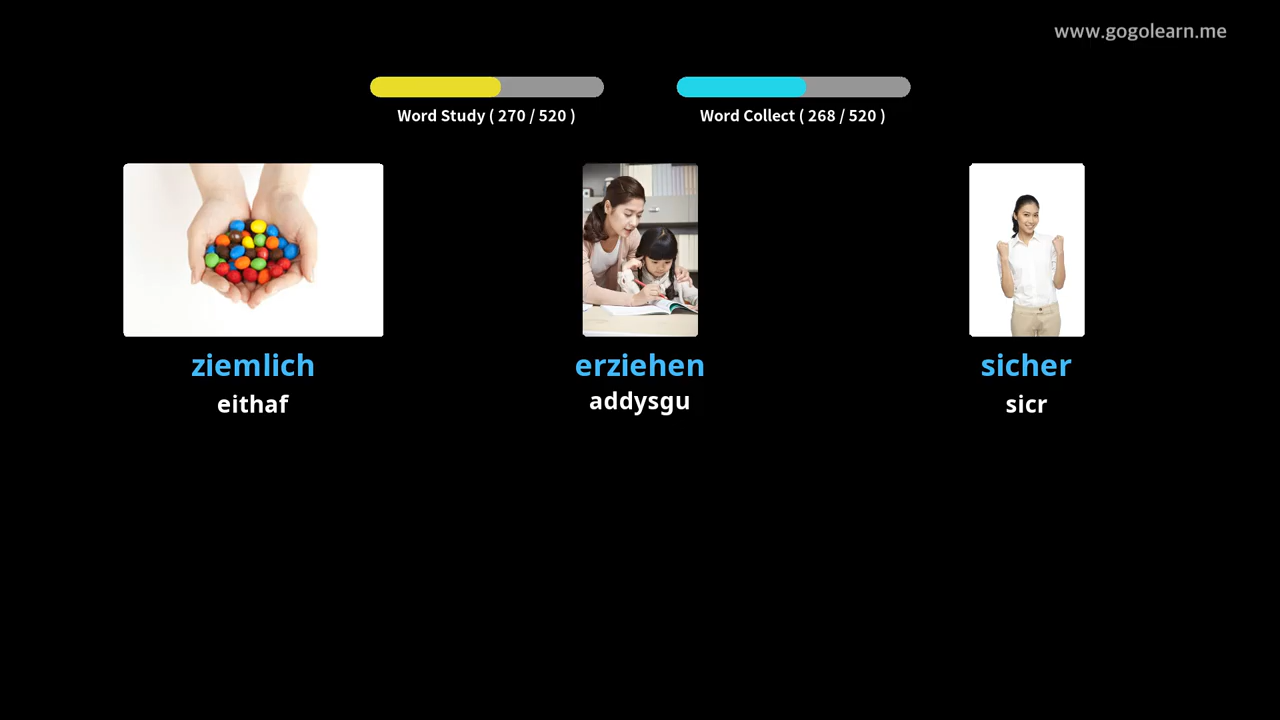 www.gogolearn.me
Word Study ( 270 / 520 )
Word Collect ( 268 / 520 )
ziemlich
eithaf
erziehen
addysgu
sicher
sicr